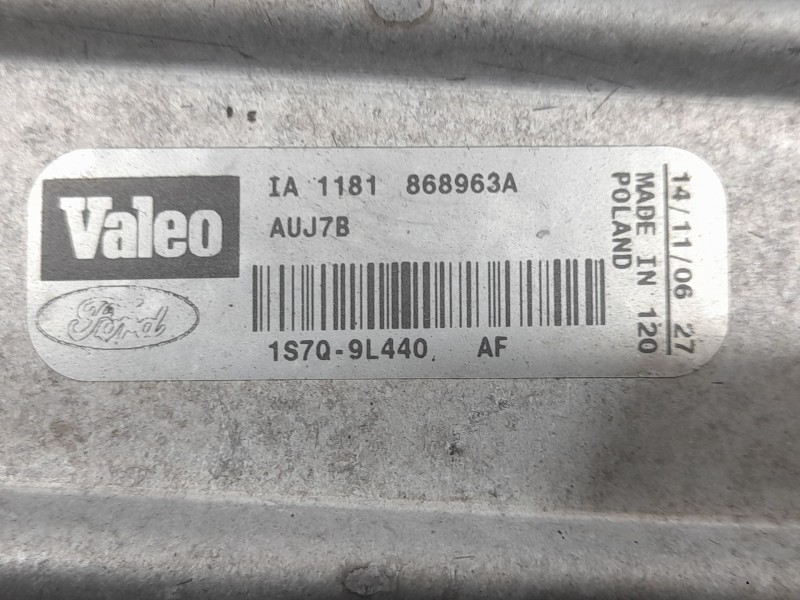 Valeo
Ford
IA 1181 868963A
AUJ7B
1S7Q-9L440 AF
14/11/06 27
MADE IN 120
POLAND